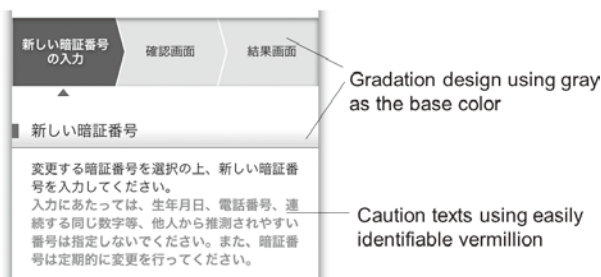 新しい暗証番号
の入力
確認画面
結果画面
Gradation design using gray
as the base color
新しい暗証番号
変更する暗証番号を選択の上、新しい暗証番
号を入力してください。
入力にあたっては、生年月日、電話番号、連
続する同じ数字等、他人から推測されやすい
番号は指定しないでください。また、暗証番
号は定期的に変更を行ってください。
Caution texts using easily
identifiable vermillion